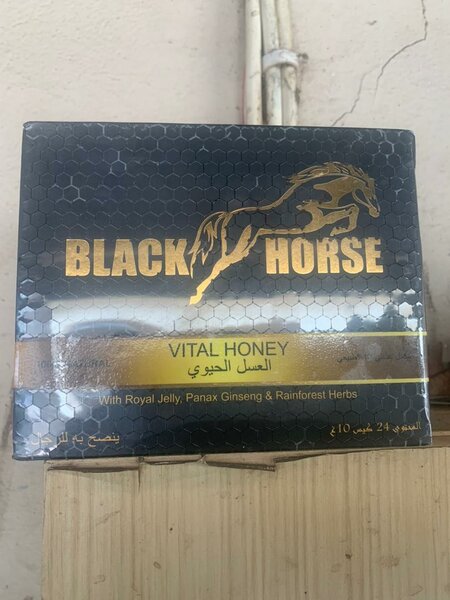 BLACK HORSE
VITAL HONEY
العسل الحيوي
With Royal Jelly, Panax Ginseng & Rainforest Herbs
ينصح به للرجال
المحتوى 24 كيس 10 غ